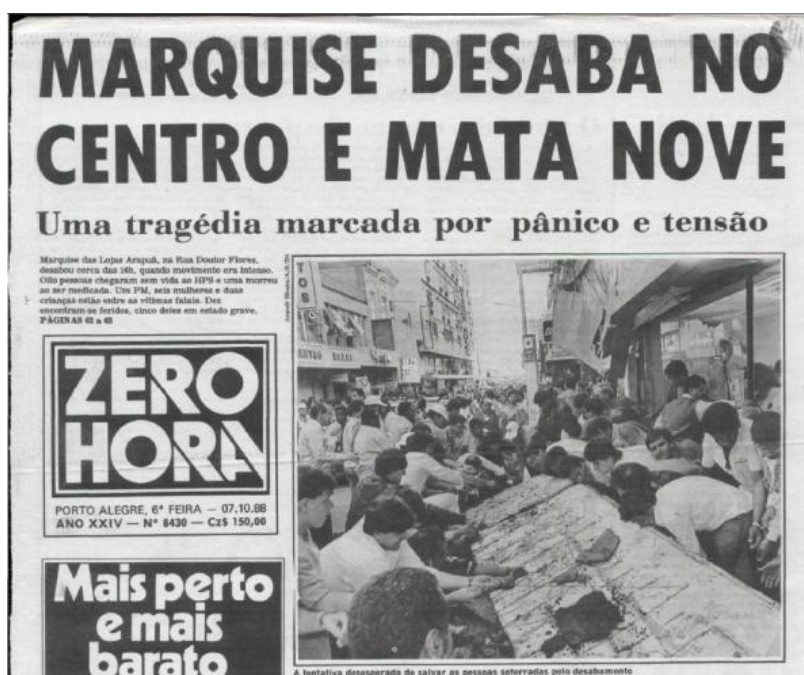 MARQUISE DESABA NO
CENTRO E MATA NOVE
Uma tragédia marcada por pânico e tensão
Marquise das Lojas Arapuã, na Rua Doutor Flores,
desabou cerca das 16h, quando movimento era intenso.
Oito pessoas chegaram sem vida ao HPS e uma morreu
ao ser medicada. Um PM, seis mulheres e duas
crianças estão entre as vítimas fatais. Dez
encontram-se feridos, cinco deles em estado grave.
PÁGINAS 42 a 46
ZERO
HORA
PORTO ALEGRE, 6ª FEIRA — 07.10.88
ANO XXIV — Nº 8430 — Cz$ 150,00
Mais perto
e mais
barato
TOS
A tentativa desesperada de salvar as pessoas soterradas pelo desabamento